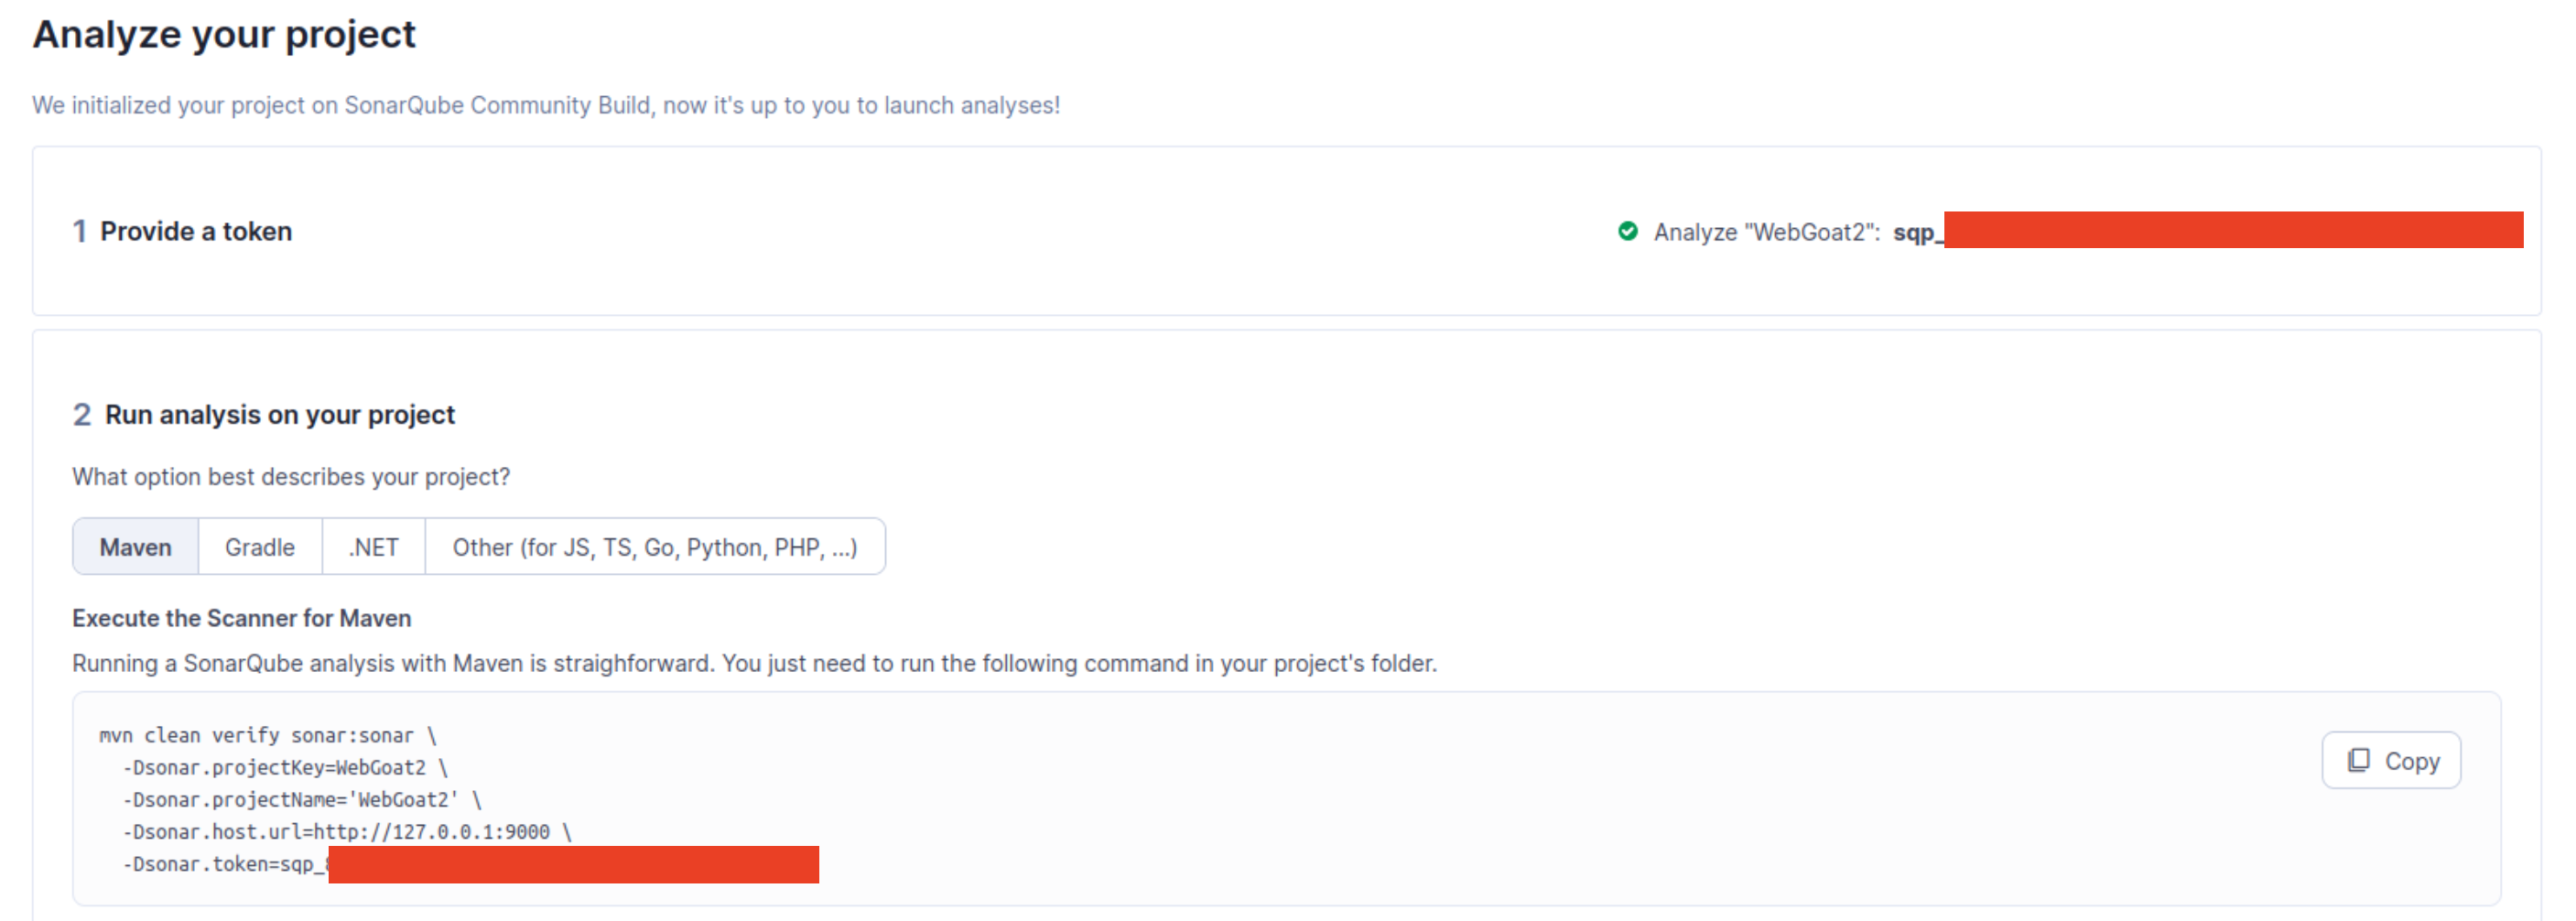 Analyze your project
We initialized your project on SonarQube Community Build, now it's up to you to launch analyses!
1 Provide a token
Analyze "WebGoat2": sqp_
2 Run analysis on your project
What option best describes your project?
Maven Gradle .NET Other (for JS, TS, Go, Python, PHP, ...)
Execute the Scanner for Maven
Running a SonarQube analysis with Maven is straighforward. You just need to run the following command in your project's folder.
mvn clean verify sonar:sonar \
-Dsonar.projectKey=WebGoat2 \
Copy
-Dsonar.projectName='WebGoat2' \
-Dsonar.host.url=http://127.0.0.1:9000 \
-Dsonar.token=sqp_